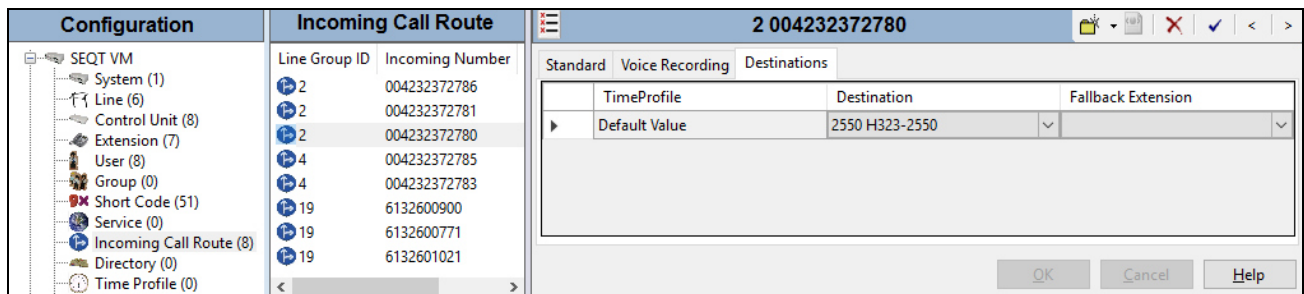 Configuration
SEQT VM
System (1)
Line (6)
Control Unit (8)
Extension (7)
User (8)
Group (0)
Short Code (51)
Service (0)
Incoming Call Route (8)
Directory (0)
Time Profile (0)
Incoming Call Route
Line Group ID Incoming Number
2 004232372786
2 004232372781
2 004232372780
4 004232372785
4 004232372783
19 6132600900
19 6132600771
19 6132601021
2 004232372780
Standard Voice Recording Destinations
TimeProfile Destination Fallback Extension
Default Value 2550 H323-2550
OK Cancel Help